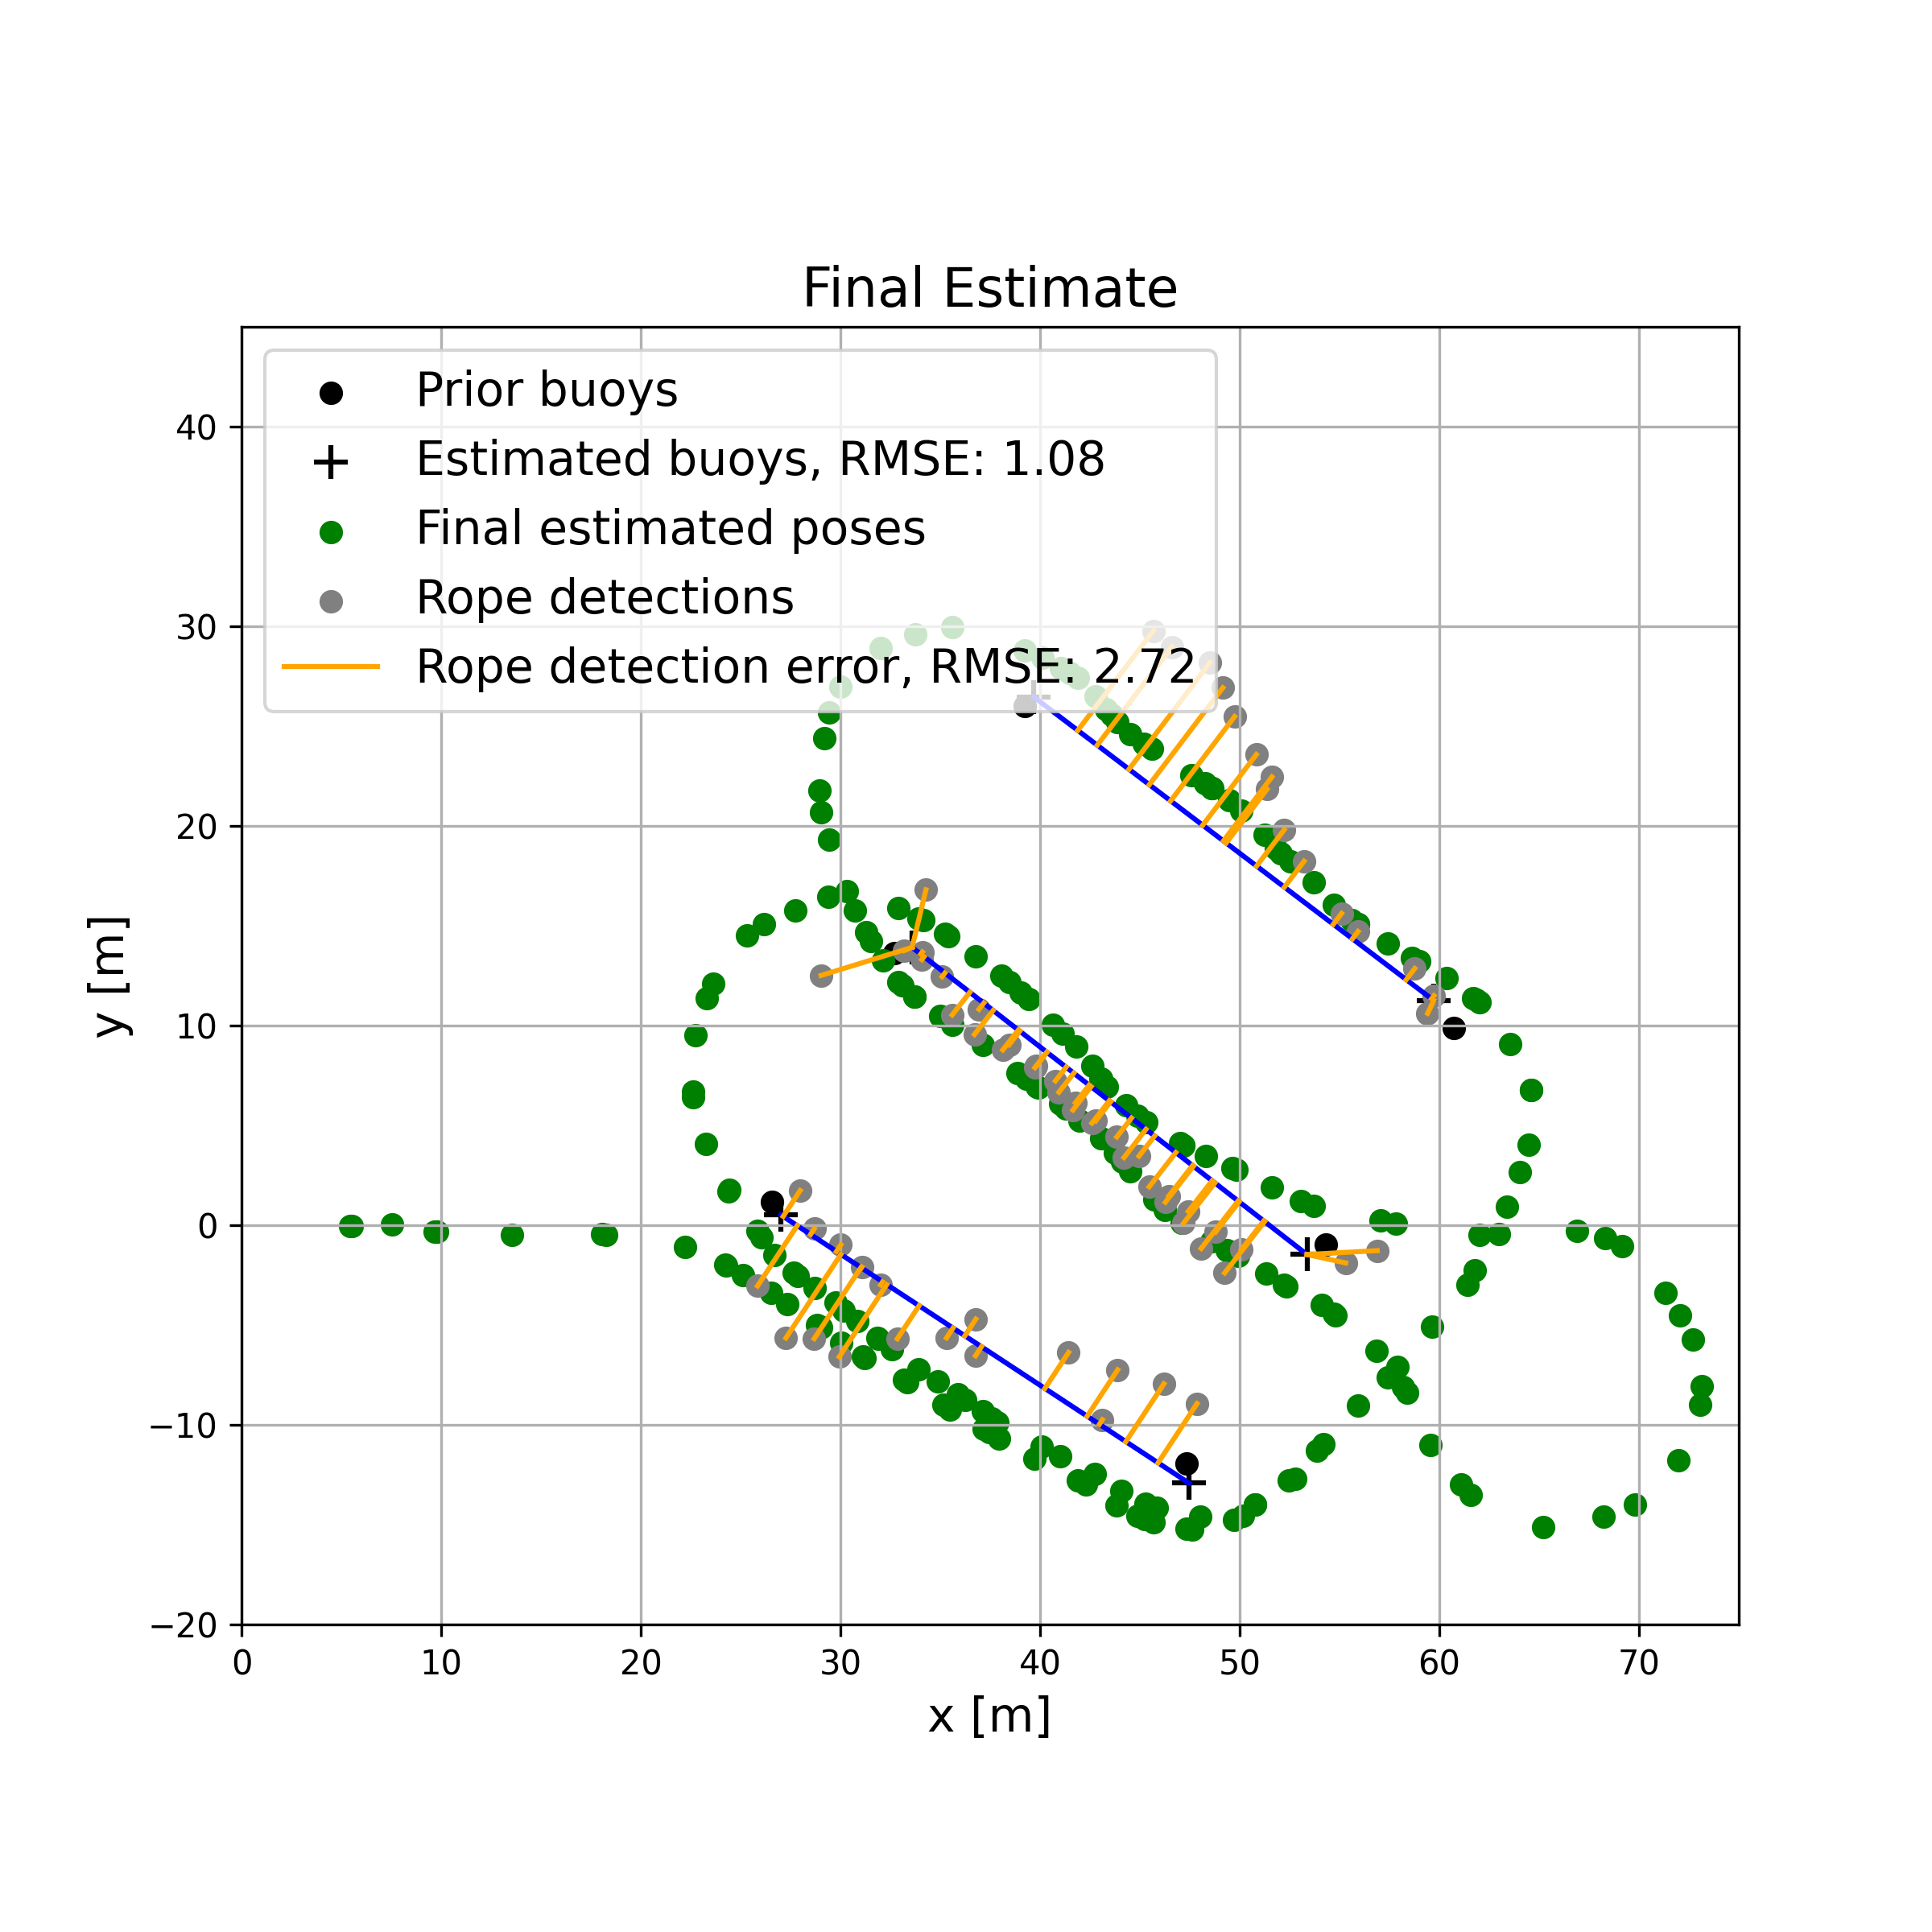 Final Estimate
Prior buoys
Estimated buoys, RMSE: 1.08
Final estimated poses
Rope detections
Rope detection error, RMSE: 2.72
y [m]
40
30
20
10
0
−10
−20
0 10 20 30 40 50 60 70
x [m]